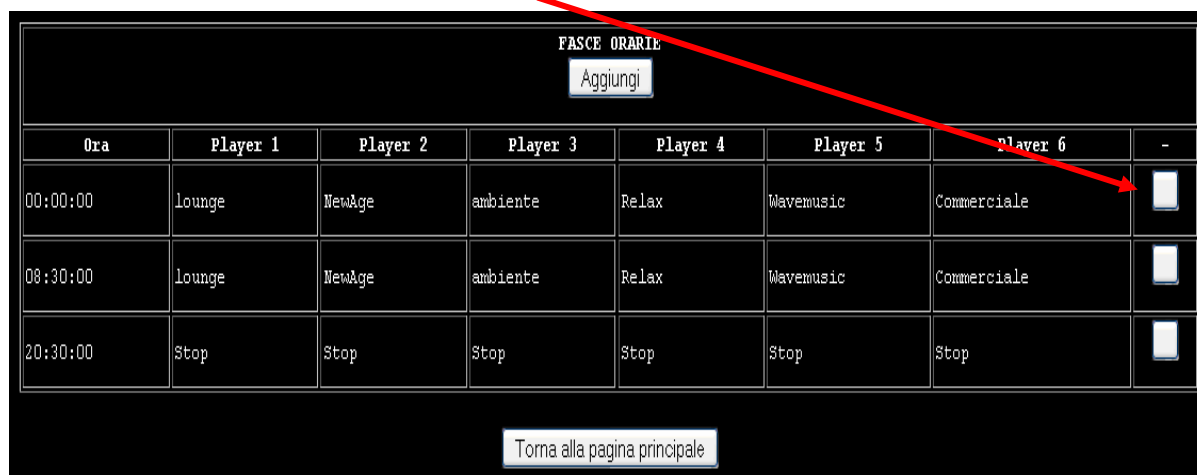 FASCE ORARIE
Aggiungi
Ora Player 1 Player 2 Player 3 Player 4 Player 5 Player 6 -
00:00:00 lounge NewAge ambiente Relax Wavemusic Commerciale
08:30:00 lounge NewAge ambiente Relax Wavemusic Commerciale
20:30:00 Stop Stop Stop Stop Stop Stop
Torna alla pagina principale